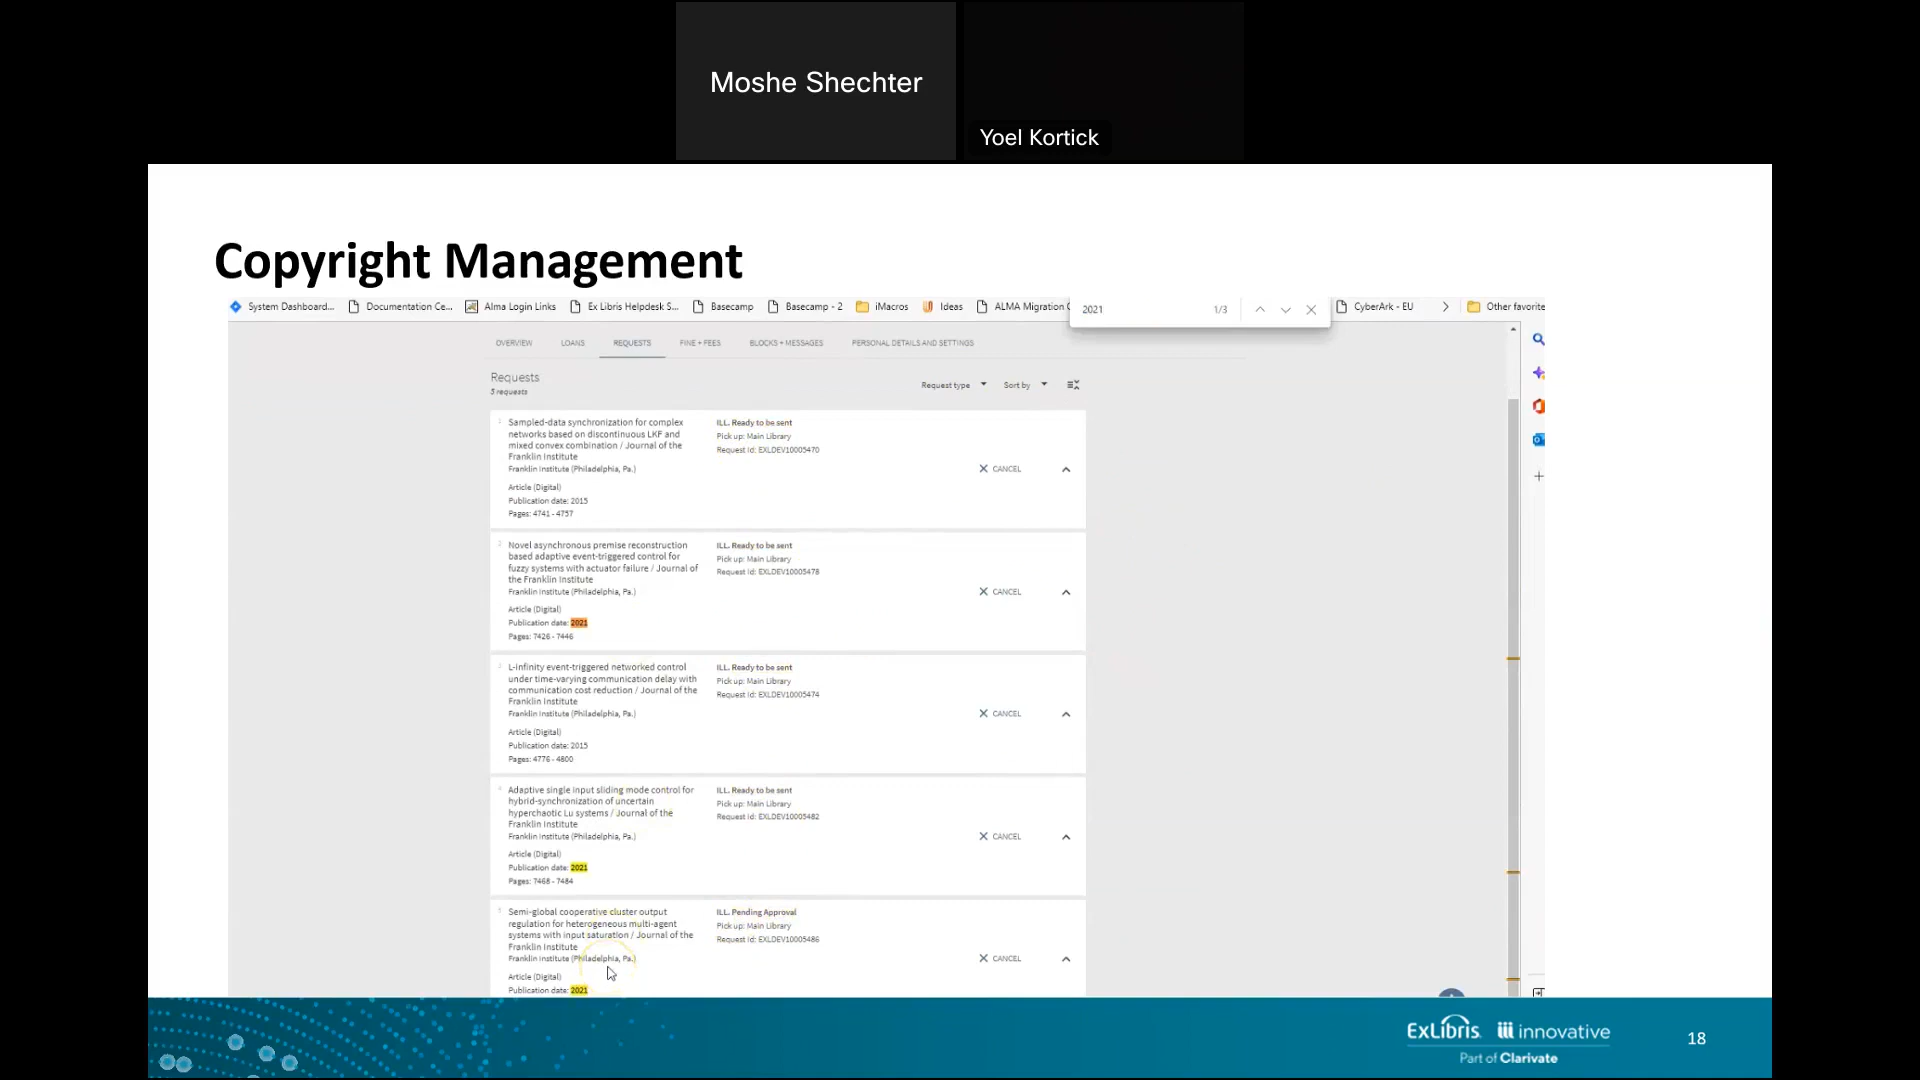 Moshe Shechter
Yoel Kortick
Copyright Management
System Dashboard... Documentation Ce... Alma Login Links Ex Libris Helpdesk S... Basecamp Basecamp - 2 iMacros Ideas ALMA Migration 2021 1/3 CyberArk - EU Other favorite
OVERVIEW LOANS REQUESTS FINE + FEES BLOCKS + MESSAGES PERSONAL DETAILS AND SETTINGS
Requests
5 requests
Request type Sort by
1 Sampled-data synchronization for complex
networks based on discontinuous LKF and
mixed convex combination / Journal of the
Franklin Institute
Franklin Institute (Philadelphia, Pa.)
Article (Digital)
Publication date: 2015
Pages: 4741 - 4757
ILL. Ready to be sent
Pick up: Main Library
Request Id: EXLDEV10005470
CANCEL
2 Novel asynchronous premise reconstruction
based adaptive event-triggered control for
fuzzy systems with actuator failure / Journal of
the Franklin Institute
Franklin Institute (Philadelphia, Pa.)
Article (Digital)
Publication date: 2021
Pages: 7426 - 7446
ILL. Ready to be sent
Pick up: Main Library
Request Id: EXLDEV10005478
CANCEL
3 L-infinity event-triggered networked control
under time-varying communication delay with
communication cost reduction / Journal of the
Franklin Institute
Franklin Institute (Philadelphia, Pa.)
Article (Digital)
Publication date: 2015
Pages: 4776 - 4800
ILL. Ready to be sent
Pick up: Main Library
Request Id: EXLDEV10005474
CANCEL
4 Adaptive single input sliding mode control for
hybrid-synchronization of uncertain
hyperchaotic Lu systems / Journal of the
Franklin Institute
Franklin Institute (Philadelphia, Pa.)
Article (Digital)
Publication date: 2021
Pages: 7468 - 7484
ILL. Ready to be sent
Pick up: Main Library
Request Id: EXLDEV10005482
CANCEL
5 Semi-global cooperative cluster output
regulation for heterogeneous multi-agent
systems with input saturation / Journal of the
Franklin Institute
Franklin Institute (Philadelphia, Pa.)
Article (Digital)
Publication date: 2021
ILL. Pending Approval
Pick up: Main Library
Request Id: EXLDEV10005486
CANCEL
ExLibris iii innovative
Part of Clarivate
18